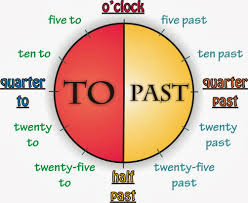 o'clock
five to
five past
ten to
ten past
quarter
to
TO
PAST
quarter
past
twenty
to
twenty
past
twenty-five
to
twenty-five
past
half
past